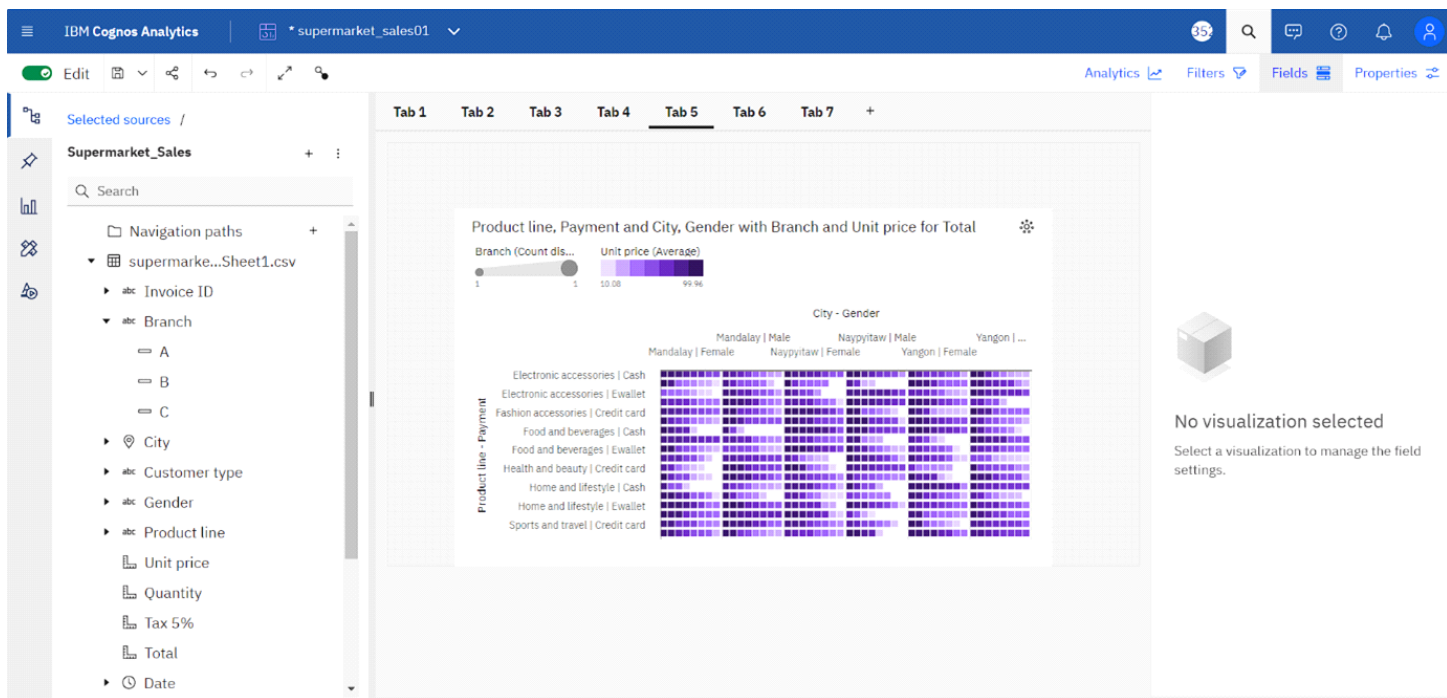 IBM Cognos Analytics
* supermarket_sales01
352
Edit
Analytics
Filters
Fields
Properties
Selected sources /
Supermarket_Sales
Search
Navigation paths
supermarke...Sheet1.csv
abc Invoice ID
abc Branch
A
B
C
City
abc Customer type
abc Gender
abc Product line
Unit price
Quantity
Tax 5%
Total
Date
Tab 1 Tab 2 Tab 3 Tab 4 Tab 5 Tab 6 Tab 7 +
Product line, Payment and City, Gender with Branch and Unit price for Total
Branch (Count dis... Unit price (Average)
1 1 10.08 99.96
City - Gender
Mandalay | Male Naypyitaw | Male Yangon | ...
Mandalay | Female Naypyitaw | Female Yangon | Female
Product line - Payment
Electronic accessories | Cash
Electronic accessories | Ewallet
Fashion accessories | Credit card
Food and beverages | Cash
Food and beverages | Ewallet
Health and beauty | Credit card
Home and lifestyle | Cash
Home and lifestyle | Ewallet
Sports and travel | Credit card
No visualization selected
Select a visualization to manage the field
settings.